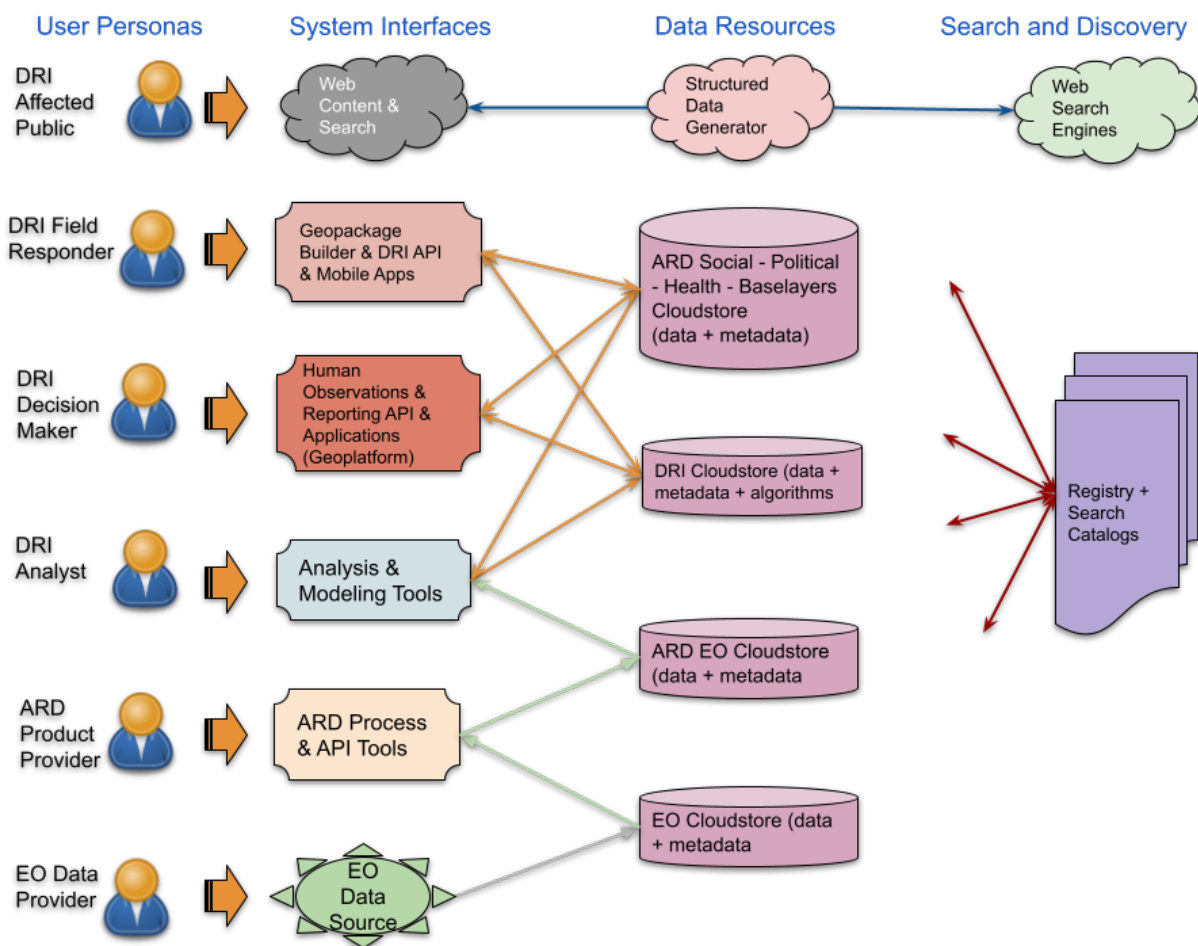 User Personas
System Interfaces
Data Resources
Search and Discovery
DRI
Affected
Public
Web
Content &
Search
Structured
Data
Generator
Web
Search
Engines
DRI Field
Responder
Geopackage
Builder & DRI API
& Mobile Apps
ARD Social - Political
- Health - Baselayers
Cloudstore
(data + metadata)
DRI
Decision
Maker
Human
Observations &
Reporting API &
Applications
(Geoplatform)
DRI Cloudstore (data +
metadata + algorithms
Registry +
Search
Catalogs
DRI
Analyst
Analysis &
Modeling Tools
ARD EO Cloudstore
(data + metadata
ARD
Product
Provider
ARD Process
& API Tools
EO Cloudstore (data
+ metadata
EO Data
Provider
EO
Data
Source